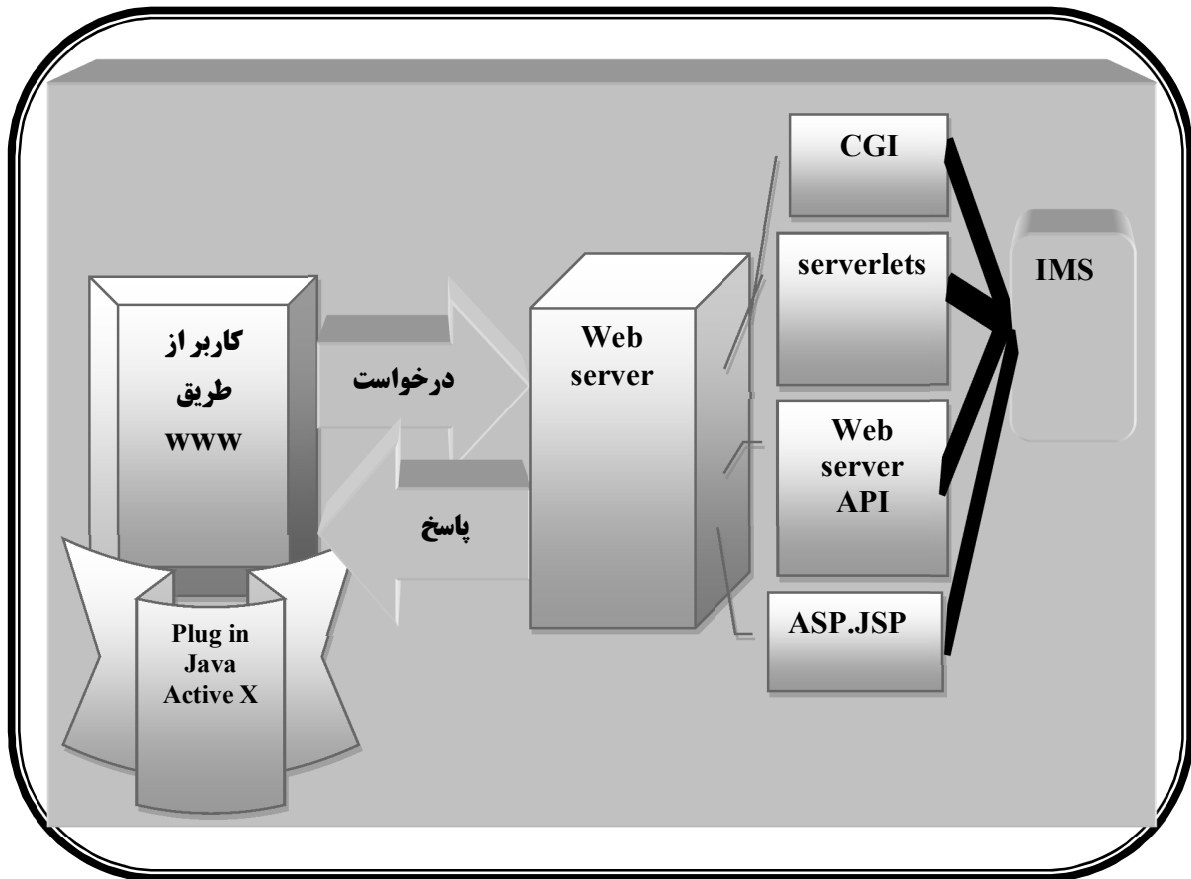 کاربر از
طریق
www
Plug in
Java
Active X
درخواست
پاسخ
Web
server
CGI
serverlets
Web
server
API
ASP.JSP
IMS